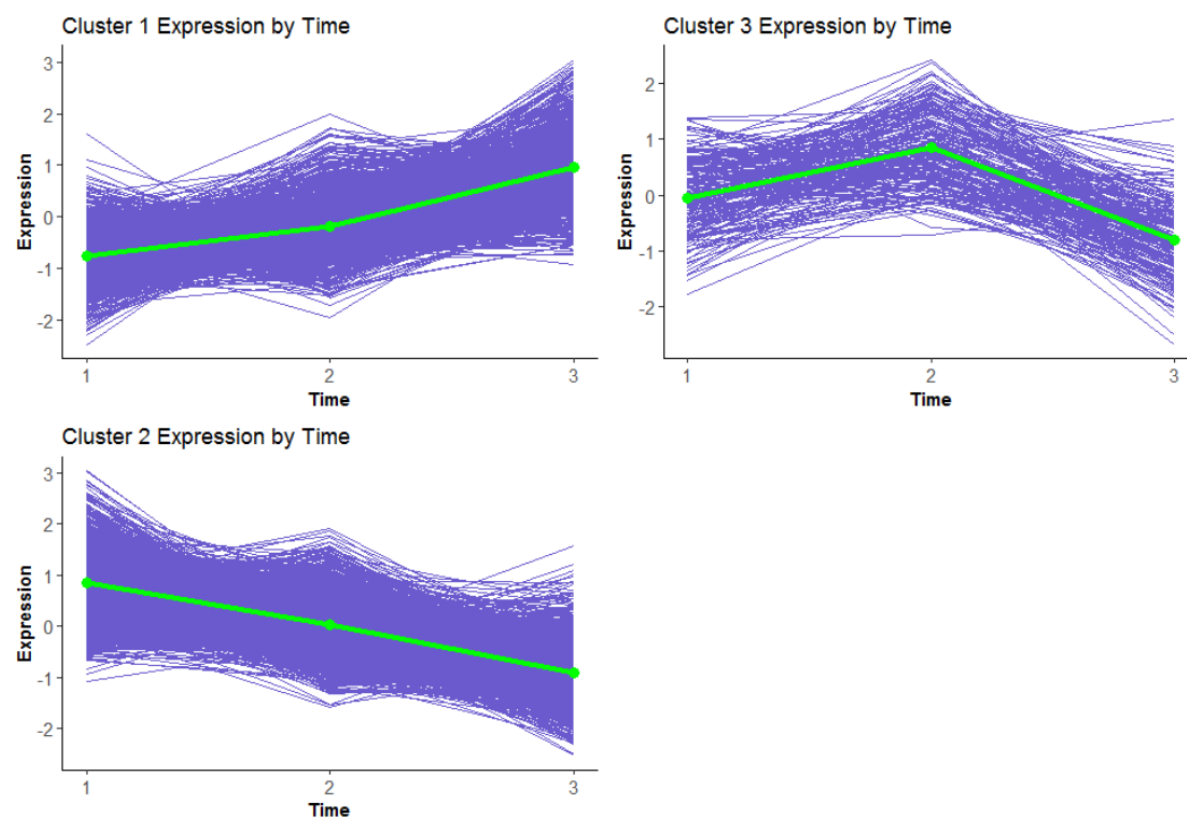 Cluster 1 Expression by Time
3
2
1
0
-1
-2
Expression
1 2 3
Time
Cluster 3 Expression by Time
2
1
0
-1
-2
Expression
1 2 3
Time
Cluster 2 Expression by Time
3
2
1
0
-1
-2
Expression
1 2 3
Time